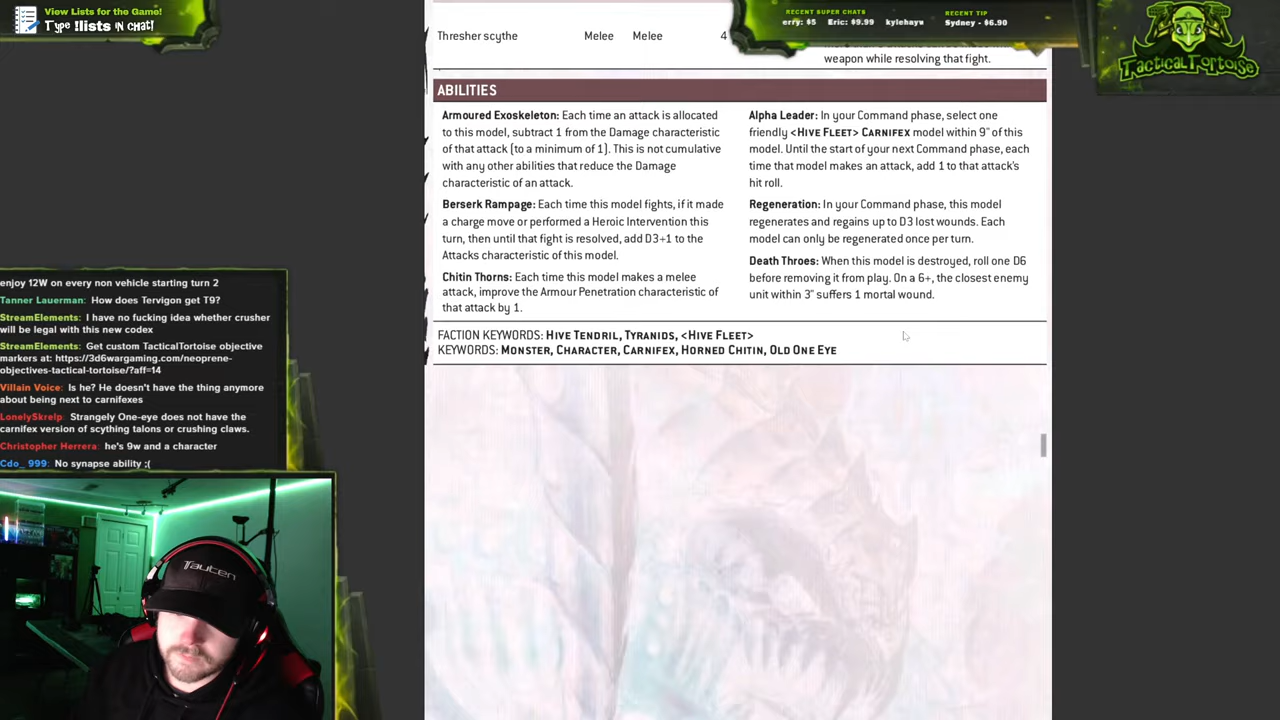 View Lists for the Game!
Type !lists in chat!
RECENT SUPER CHATS
erry: $5 Eric: $9.99 kylehayw
RECENT TIP
Sydney - $6.90
TACTICALTORTOISE
Thresher scythe Melee Melee 4
weapon while resolving that fight.
ABILITIES
Armoured Exoskeleton: Each time an attack is allocated
to this model, subtract 1 from the Damage characteristic
of that attack (to a minimum of 1). This is not cumulative
with any other abilities that reduce the Damage
characteristic of an attack.
Berserk Rampage: Each time this model fights, if it made
a charge move or performed a Heroic Intervention this
turn, then until that fight is resolved, add D3+1 to the
Attacks characteristic of this model.
Chitin Thorns: Each time this model makes a melee
attack, improve the Armour Penetration characteristic of
that attack by 1.
Alpha Leader: In your Command phase, select one
friendly <HIVE FLEET> CARNIFEX model within 9" of this
model. Until the start of your next Command phase, each
time that model makes an attack, add 1 to that attack's
hit roll.
Regeneration: In your Command phase, this model
regenerates and regains up to D3 lost wounds. Each
model can only be regenerated once per turn.
Death Throes: When this model is destroyed, roll one D6
before removing it from play. On a 6+, the closest enemy
unit within 3" suffers 1 mortal wound.
FACTION KEYWORDS: HIVE TENDRIL, TYRANIDS, <HIVE FLEET>
KEYWORDS: MONSTER, CHARACTER, CARNIFEX, HORNED CHITIN, OLD ONE EYE
enjoy 12W on every non vehicle starting turn 2
Tanner Lauerman: How does Tervigon get T9?
StreamElements: I have no fucking idea whether crusher
will be legal with this new codex
StreamElements: Get custom TacticalTortoise objective
markers at: https://3d6wargaming.com/neoprene-
objectives-tactical-tortoise/?aff=14
Villain Voice: Is he? He doesn't have the thing anymore
about being next to carnifexes
LonelySkrelp: Strangely One-eye does not have the
carnifex version of scything talons or crushing claws.
Christopher Herrera: he's 9w and a character
Cdo_ 999: No synapse ability ;(
Tauten